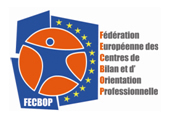 FECBOP
Fédération
Européenne des
Centres de
Bilan et d'
Orientation
Professionnelle